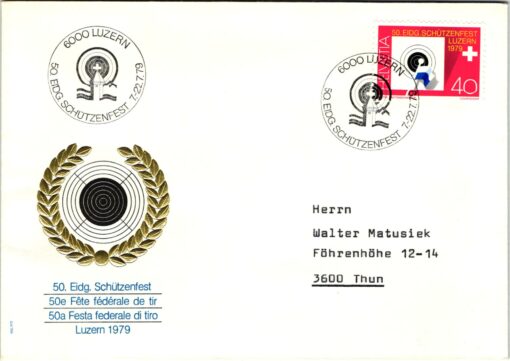 6000 LUZERN
50. EIDG. SCHÜTZENFEST 7-22.7.79
6000 LUZERN
50. EIDG. SCHÜTZENFEST 7-22.7.79
50. EIDG. SCHÜTZENFEST
LUZERN
1979
HELVETIA
40
Herrn
Walter Matusiek
Föhrenhöhe 12-14
3600 Thun
50. Eidg. Schützenfest
50e Fête fédérale de tir
50a Festa federale di tiro
Luzern 1979